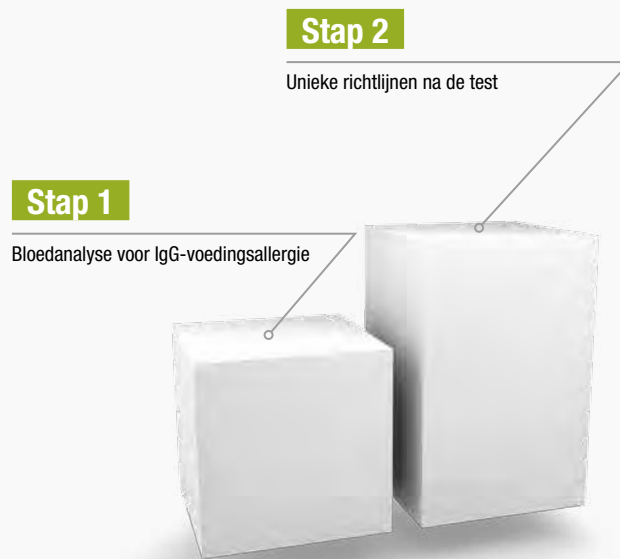 Stap 2
Unieke richtlijnen na de test
Stap 1
Bloedanalyse voor IgG-voedingsallergie